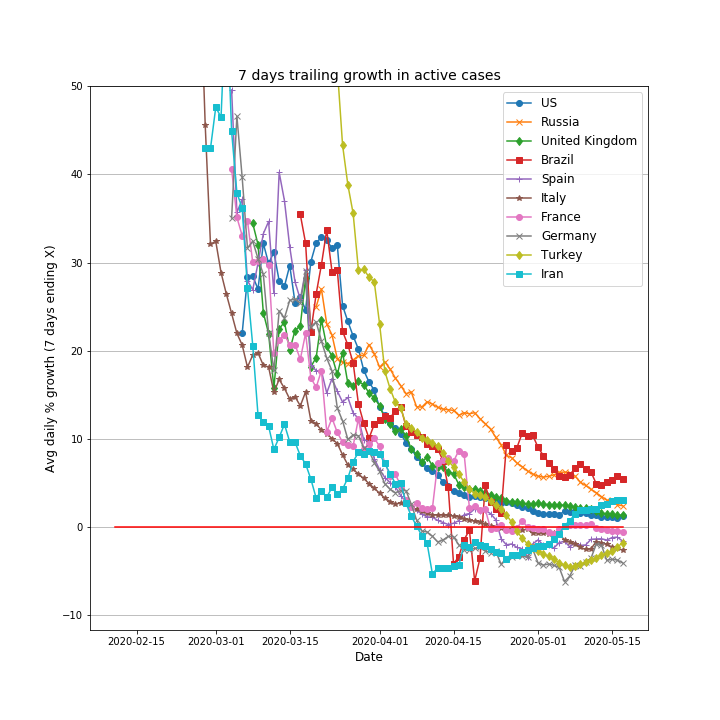 7 days trailing growth in active cases
Avg daily % growth (7 days ending X)
50
40
30
20
10
0
−10
US
Russia
United Kingdom
Brazil
Spain
Italy
France
Germany
Turkey
Iran
2020-02-15 2020-03-01 2020-03-15 2020-04-01 2020-04-15 2020-05-01 2020-05-15
Date